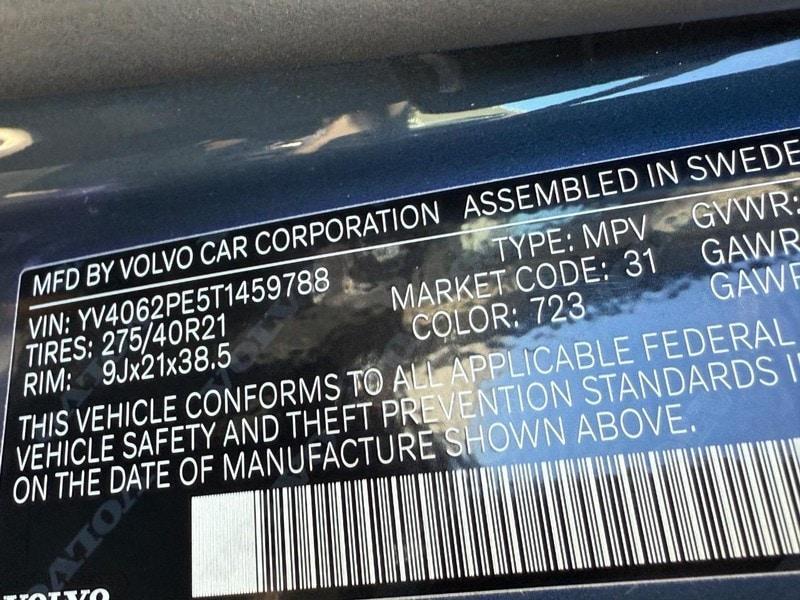 MFD BY VOLVO CAR CORPORATION ASSEMBLED IN SWEDE
VIN: YV4062PE5T1459788 TYPE: MPV GVWR:
TIRES: 275/40R21 MARKET CODE: 31 GAWR
RIM: 9Jx21x38.5 COLOR: 723 GAWR
THIS VEHICLE CONFORMS TO ALL APPLICABLE FEDERAL
VEHICLE SAFETY AND THEFT PREVENTION STANDARDS I
ON THE DATE OF MANUFACTURE SHOWN ABOVE.
VOLVO